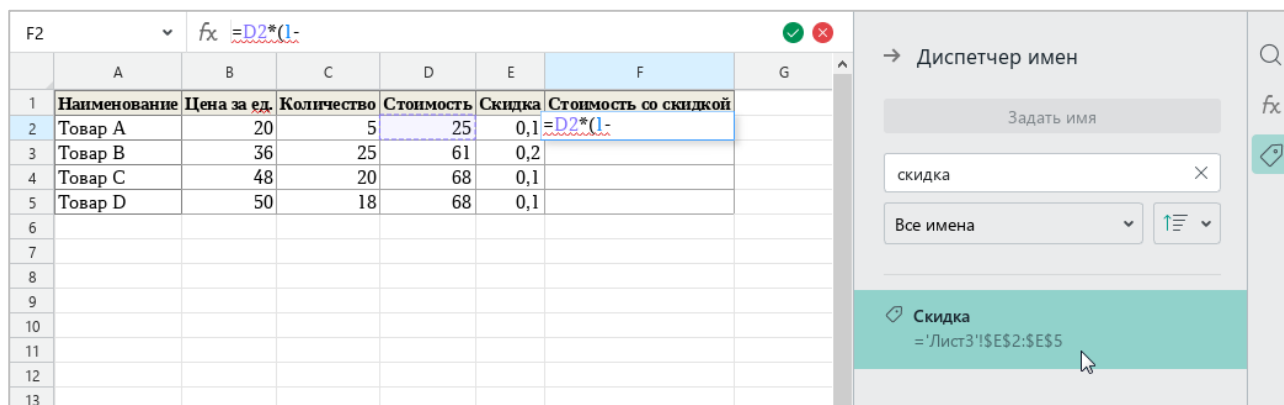 F2 fx =D2*(1-
A B C D E F G
1 Наименование Цена за ед. Количество Стоимость Скидка Стоимость со скидкой
2 Товар A 20 5 25 0,1 =D2*(1-
3 Товар B 36 25 61 0,2
4 Товар C 48 20 68 0,1
5 Товар D 50 18 68 0,1
6
7
8
9
10
11
12
13
Диспетчер имен
Задать имя
скидка
Все имена
Скидка
='Лист3'!$E$2:$E$5
fx